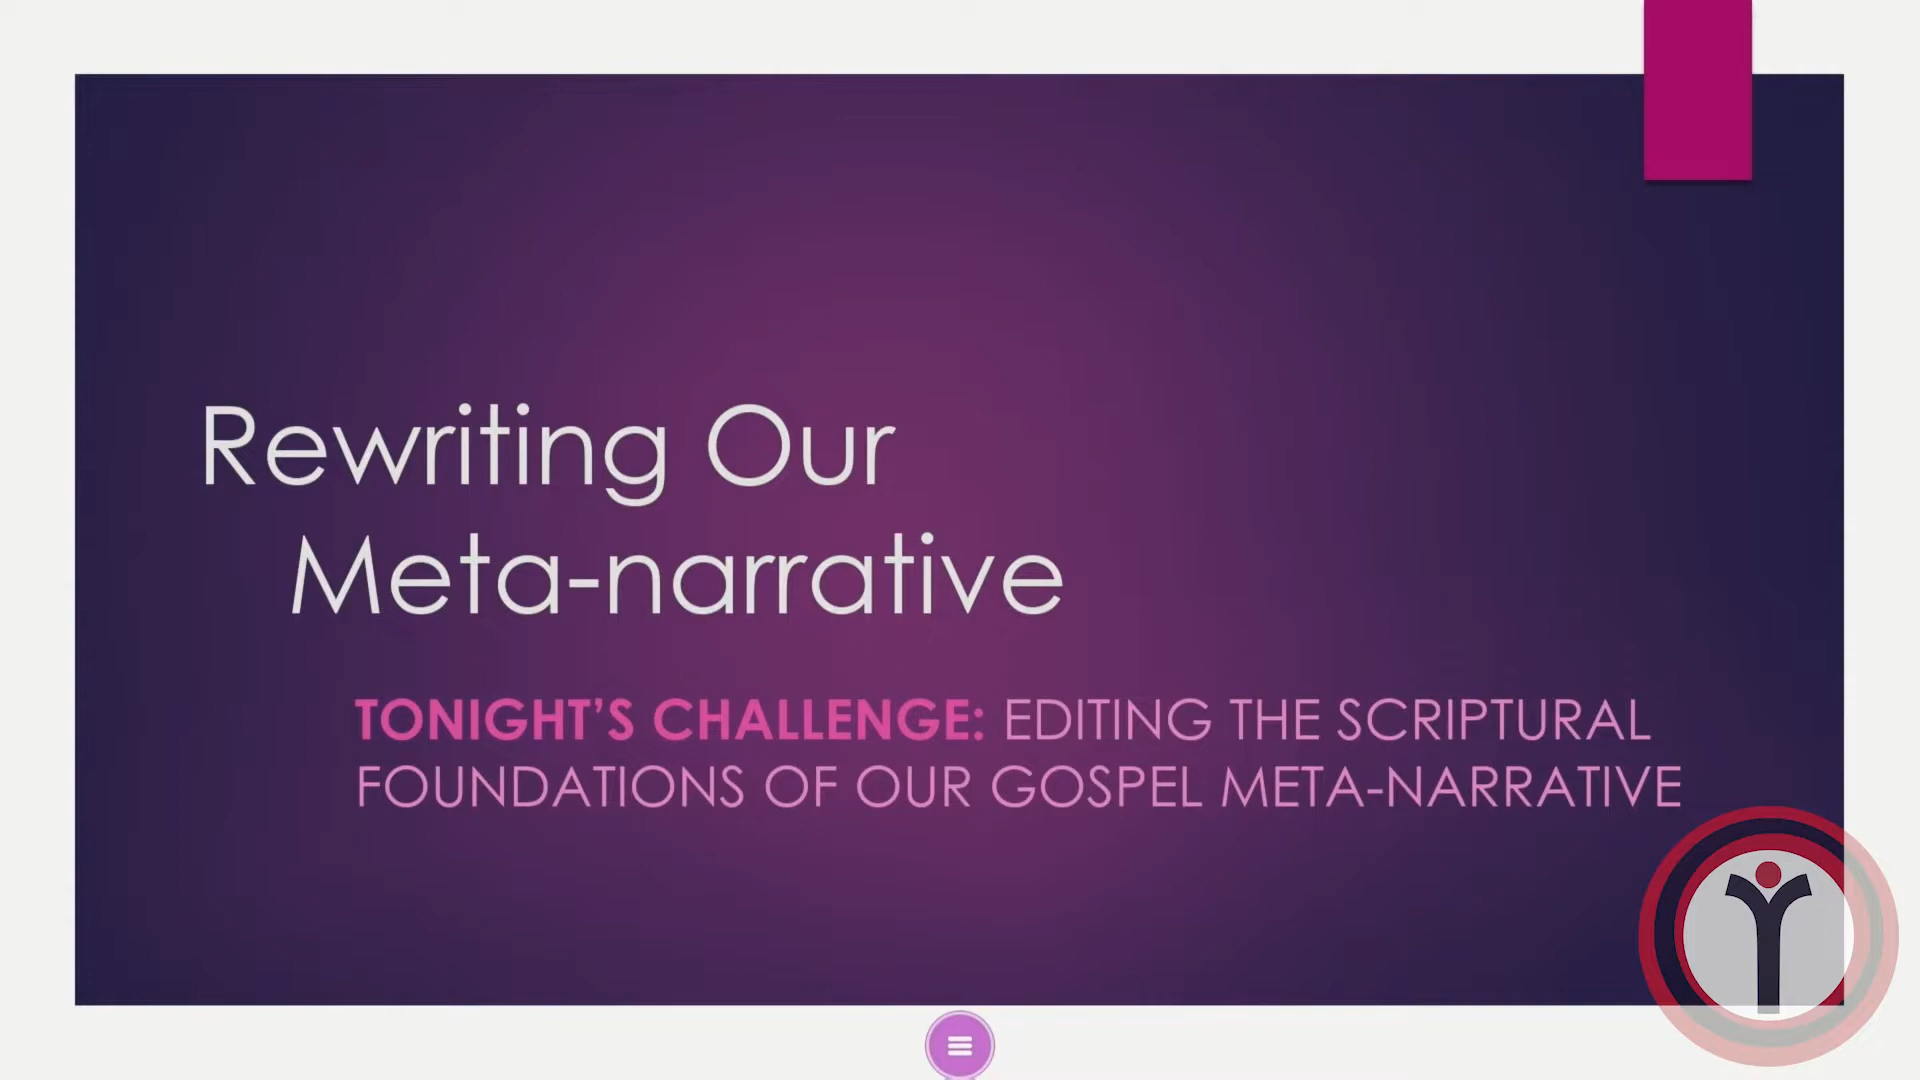 Rewriting Our
Meta-narrative
TONIGHT’S CHALLENGE: EDITING THE SCRIPTURAL
FOUNDATIONS OF OUR GOSPEL META-NARRATIVE